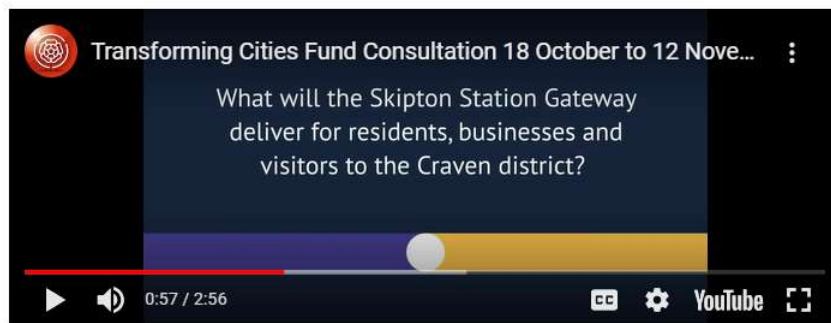 Transforming Cities Fund Consultation 18 October to 12 Nove...
What will the Skipton Station Gateway
deliver for residents, businesses and
visitors to the Craven district?
0:57 / 2:56
CC
YouTube